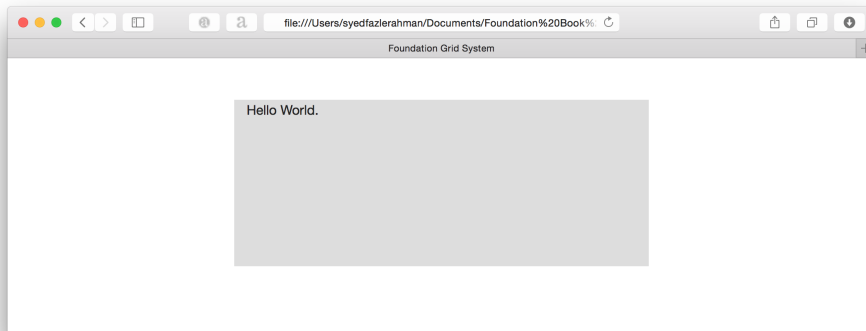 a a file:///Users/syedfazlerahman/Documents/Foundation%20Book%
Foundation Grid System
Hello World.